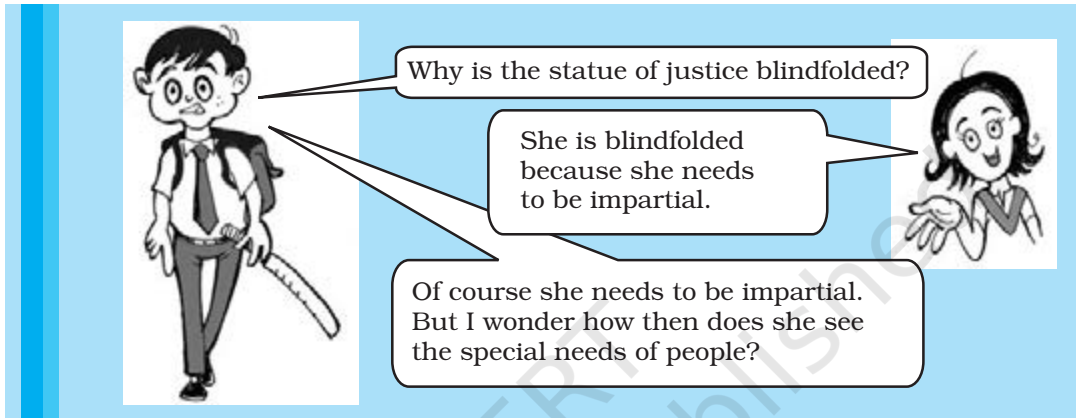 Why is the statue of justice blindfolded?
She is blindfolded
because she needs
to be impartial.
Of course she needs to be impartial.
But I wonder how then does she see
the special needs of people?